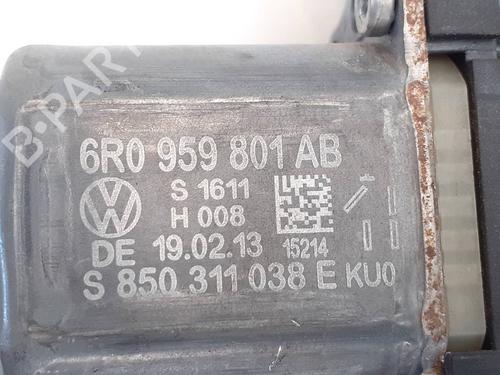 6R0 959 801 AB
S 1611
H 008
DE 19.02.13 15214
S 850 311 038 E KU0
B-PARTS